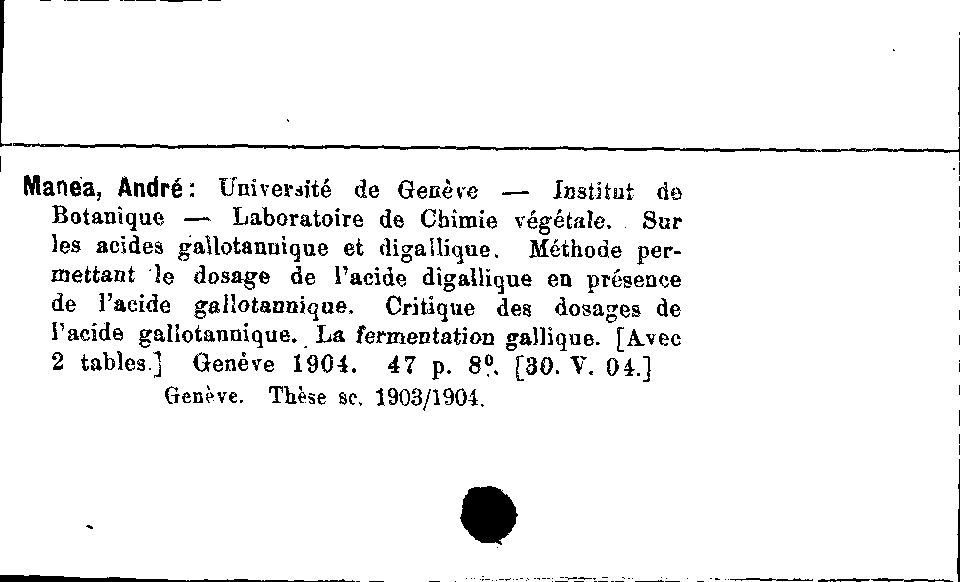 Manea, André: Université de Genève — Institut de
Botanique — Laboratoire de Chimie végétale. Sur
les acides gallotannique et digallique. Méthode per-
mettant le dosage de l'acide digallique en présence
de l'acide gallotannique. Critique des dosages de
l'acide gallotannique. La fermentation gallique. [Avec
2 tables.] Genève 1904. 47 p. 8º. [30. V. 04.]
Genève. Thèse sc. 1903/1904.